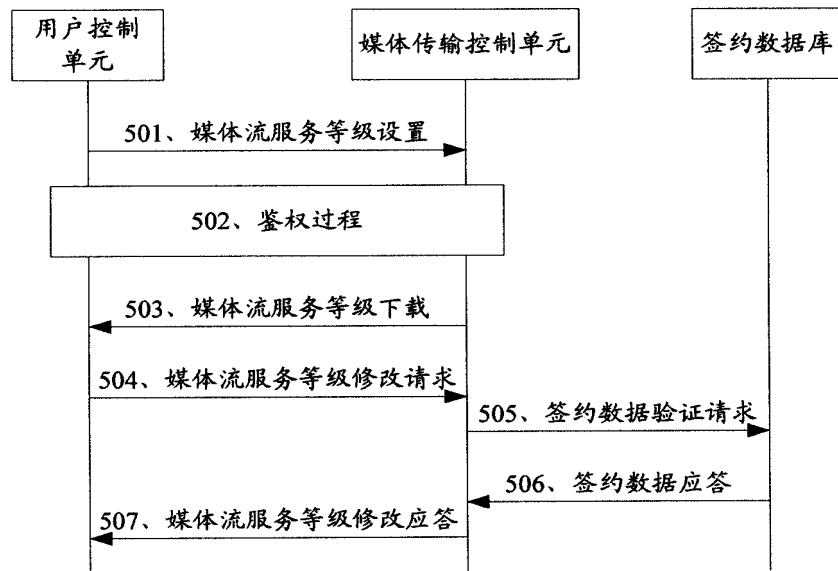 用户控制
单元
媒体传输控制单元
签约数据库
501、媒体流服务等级设置
502、鉴权过程
503、媒体流服务等级下载
504、媒体流服务等级修改请求
505、签约数据验证请求
506、签约数据应答
507、媒体流服务等级修改应答